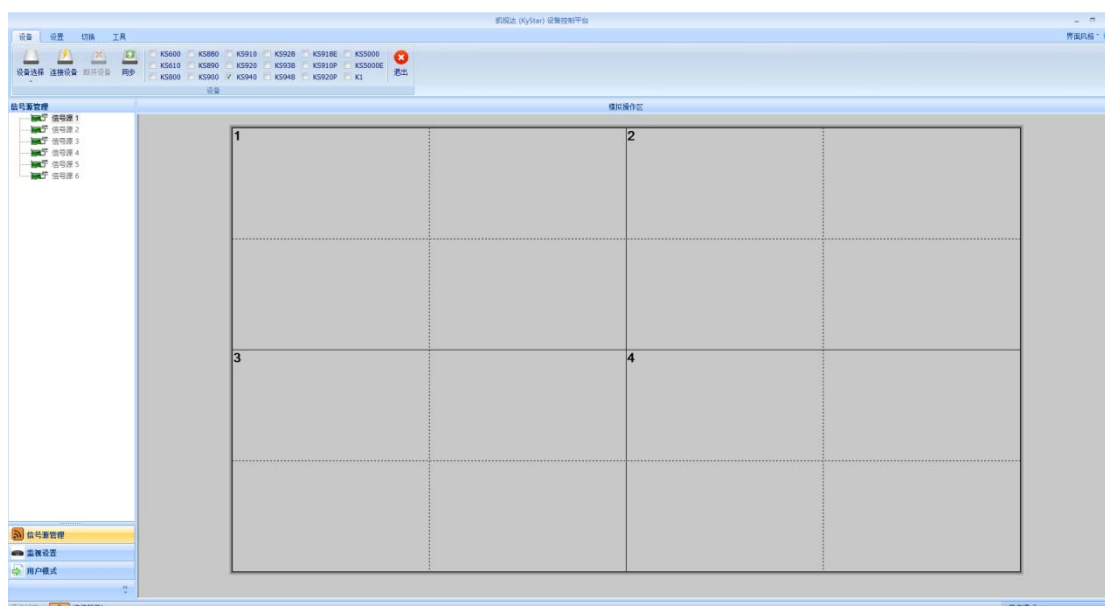 凯视达 (KyStar) 设备控制平台
设备 设置 切换 工具 界面风格
KS600 KS880 KS910 KS928 KS918E KS5000
KS610 KS890 KS920 KS938 KS910P KS5000E
KS800 KS900 KS940 KS948 KS920P K1
设备选择 连接设备 断开设备 同步 退出
设备
信号源管理 模拟操作区
信号源 1
信号源 2
信号源 3
信号源 4
信号源 5
信号源 6
1 2
3 4
信号源管理
监视设置
用户模式